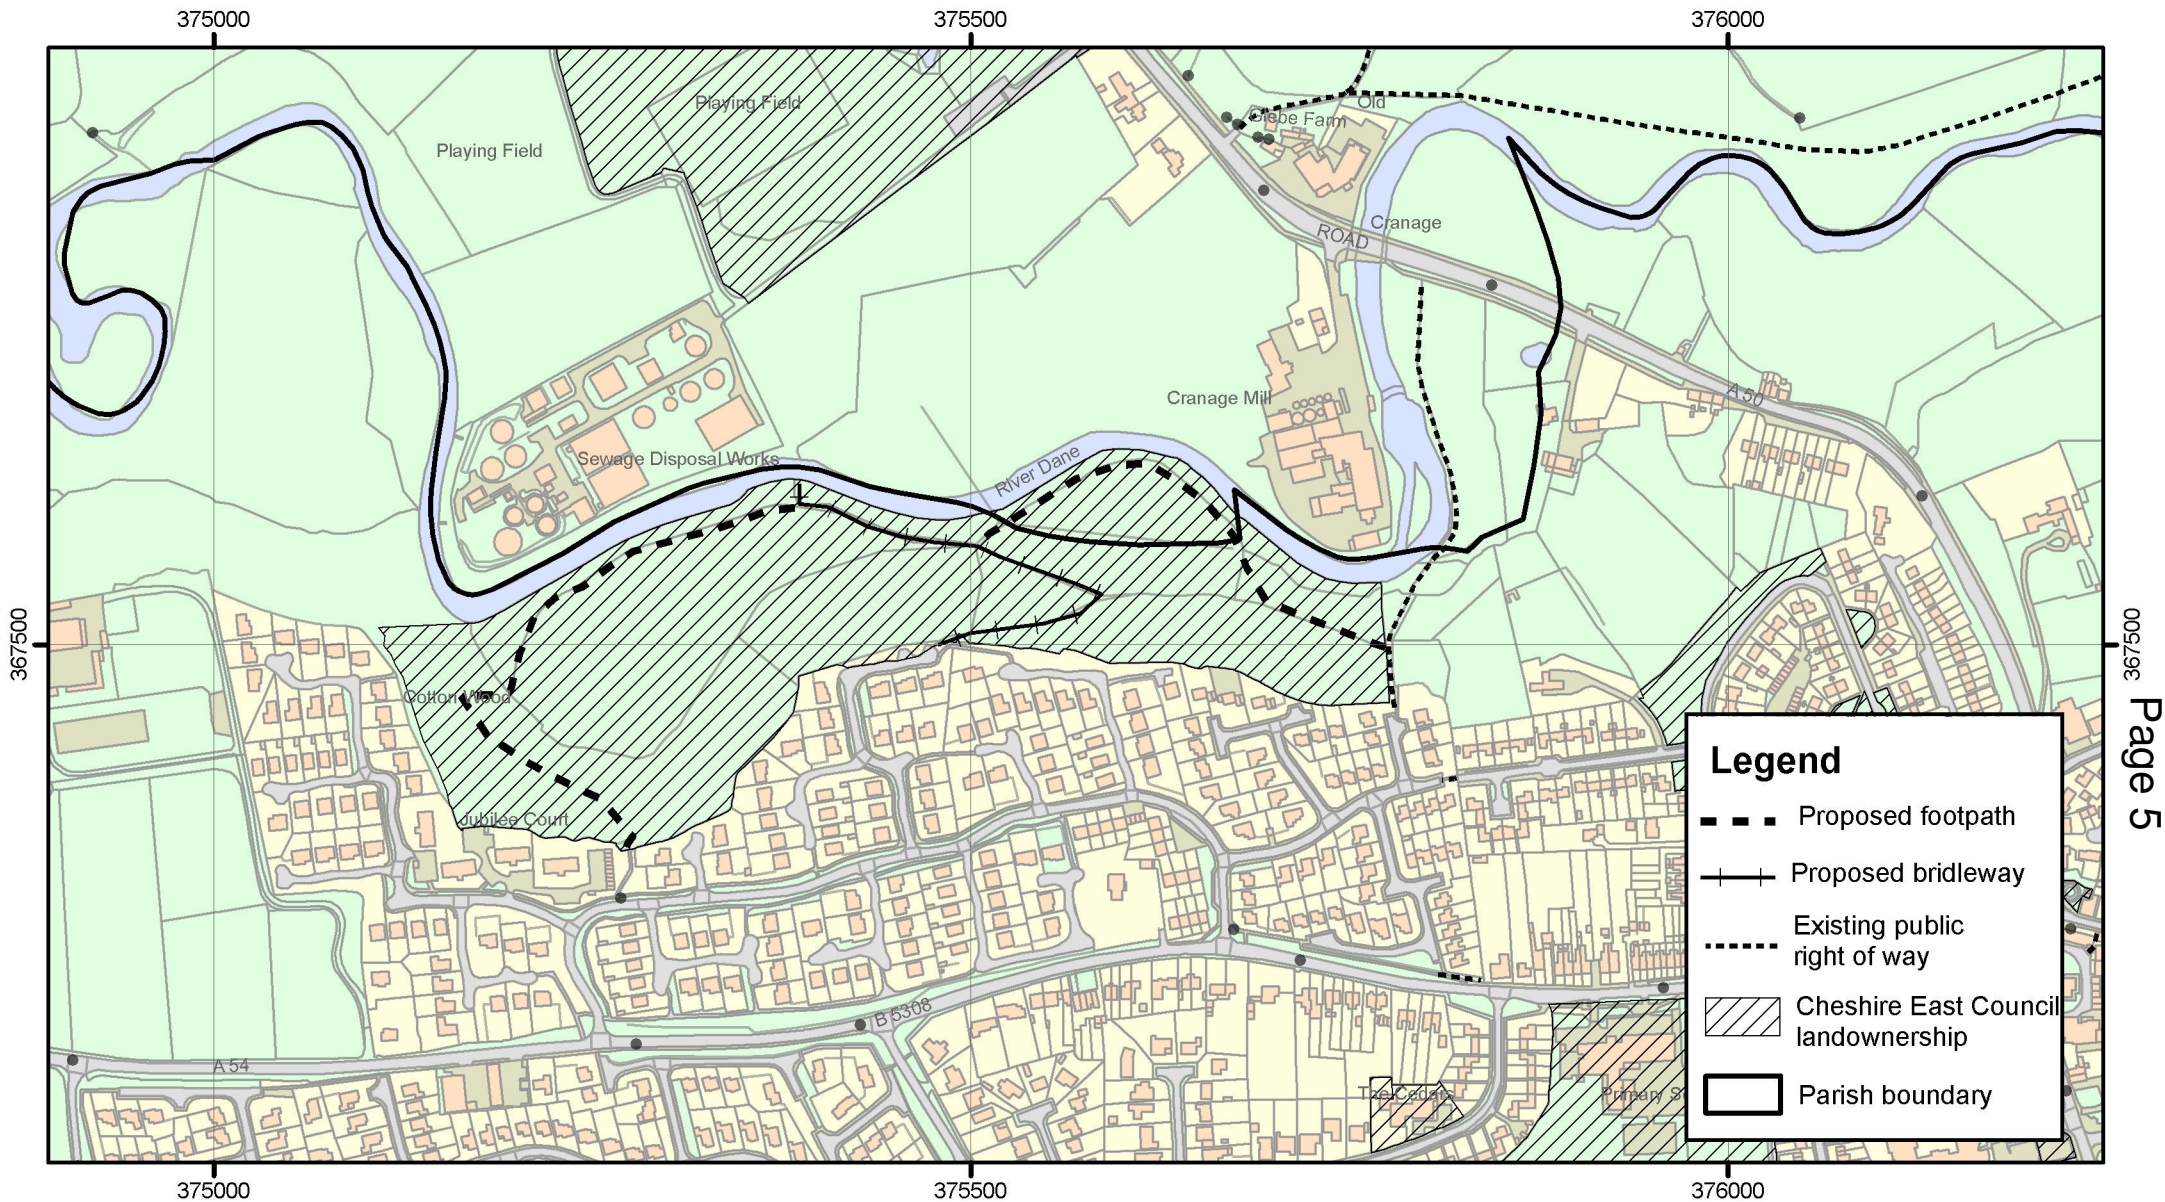 375000
375500
376000
Playing Field
Old
Glebe Farm
Playing Field
Cranage
ROAD
A 50
Cranage Mill
Sewage Disposal Works
River Dane
367500
367500
Cotton Wood
Jubilee Court
B 5308
A 54
The Cedars
Primary S
Legend
Proposed footpath
Proposed bridleway
Existing public
right of way
Cheshire East Council
landownership
Parish boundary
Page 5
375000
375500
376000